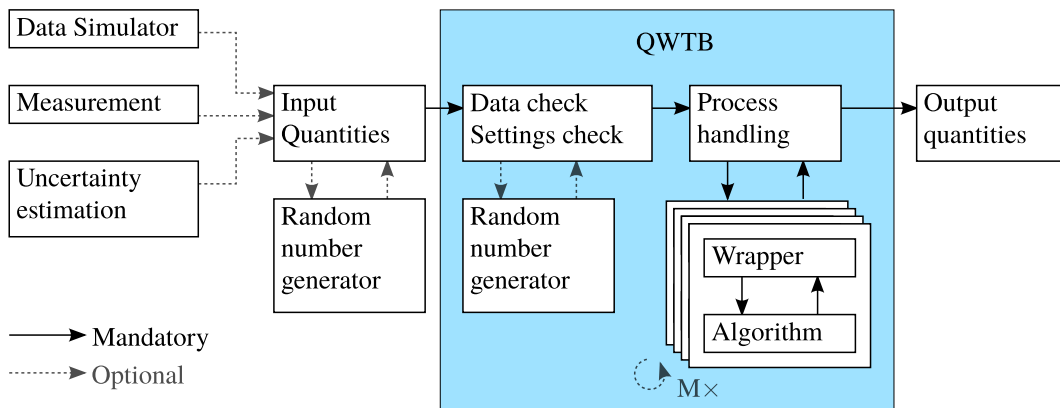 QWTB
Data Simulator
Measurement
Uncertainty
estimation
Input
Quantities
Data check
Settings check
Process
handling
Output
quantities
Random
number
generator
Random
number
generator
Wrapper
Algorithm
Mandatory
Optional
M×